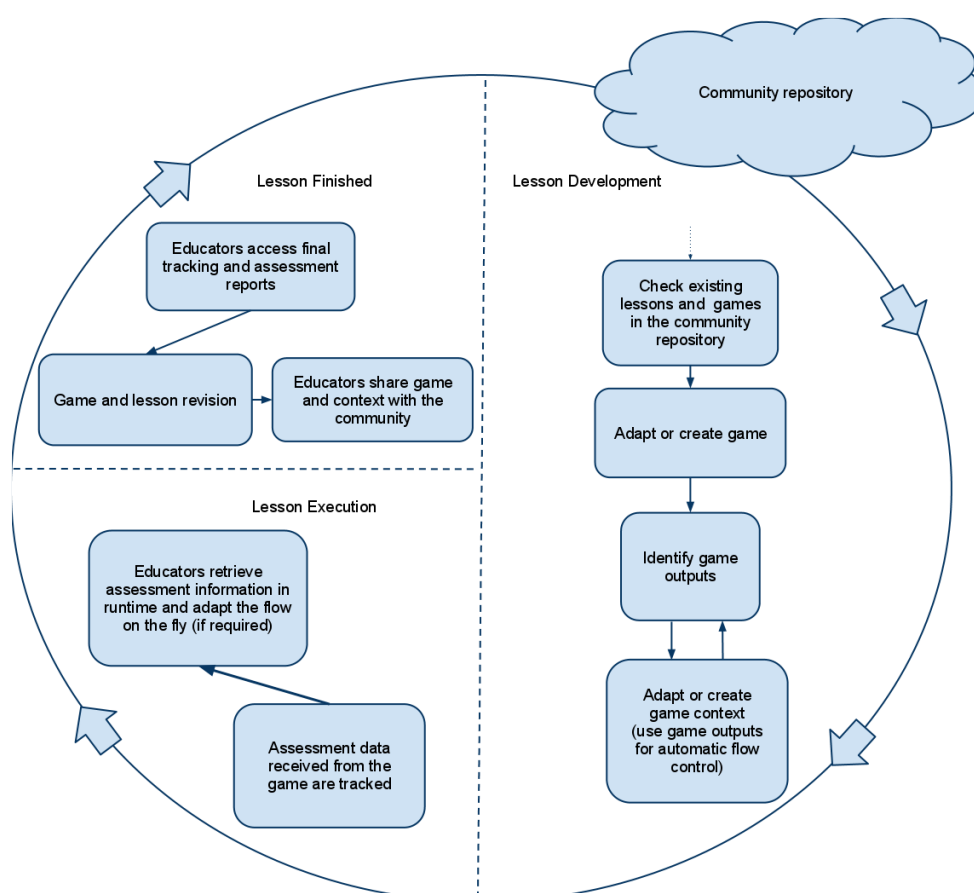 Community repository
Lesson Finished
Lesson Development
Educators access final
tracking and assessment
reports
Check existing
lessons and games
in the community
repository
Game and lesson revision
Educators share game
and context with the
community
Adapt or create game
Lesson Execution
Identify game
outputs
Educators retrieve
assessment information in
runtime and adapt the flow
on the fly (if required)
Adapt or create
game context
(use game outputs
for automatic flow
control)
Assessment data
received from the
game are tracked